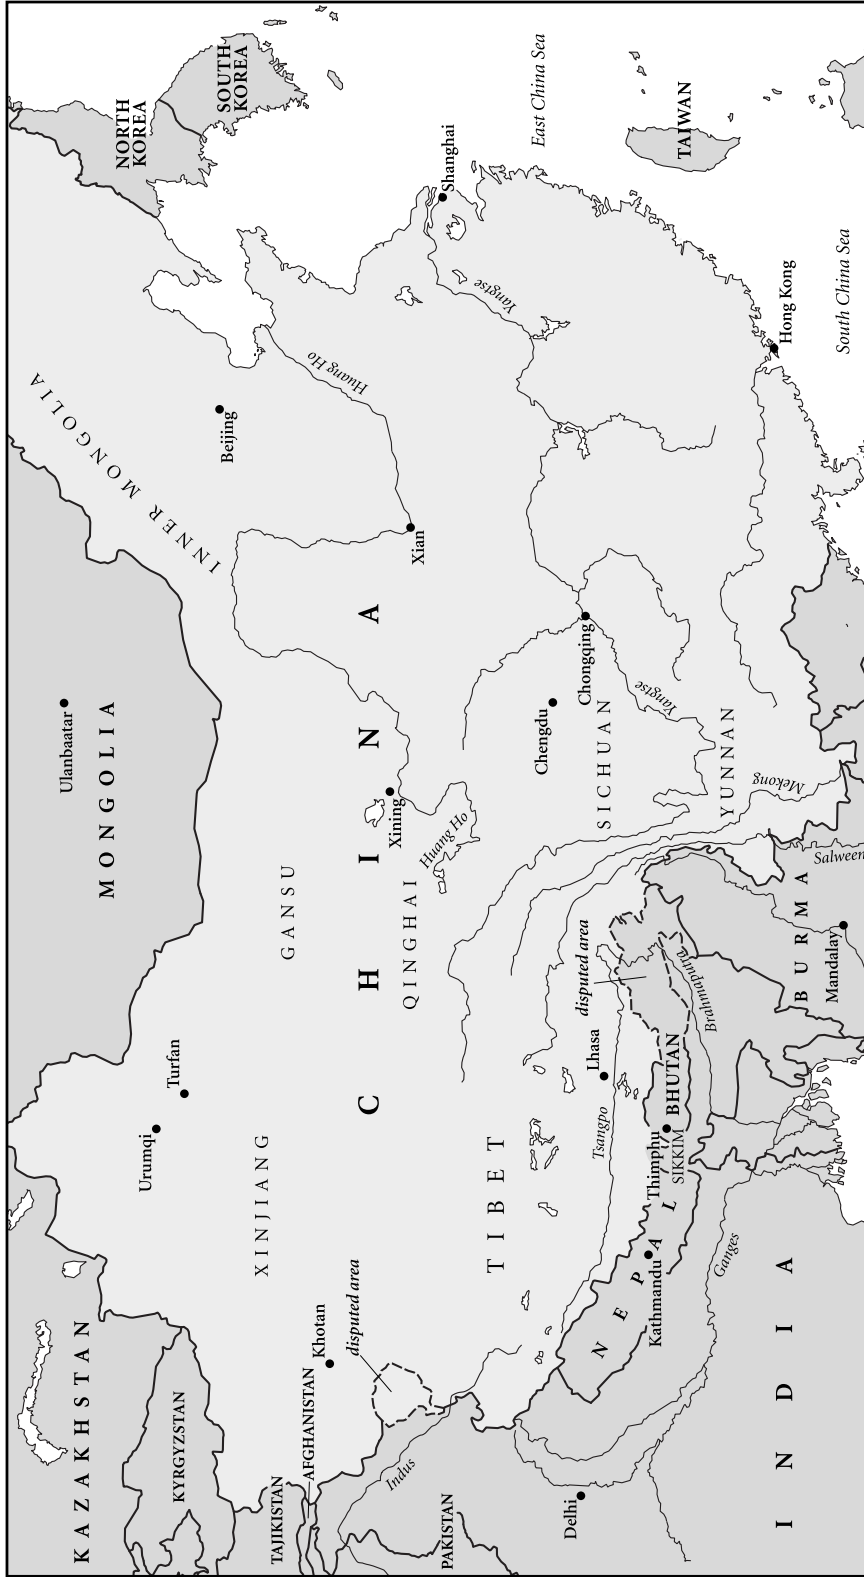 KAZAKHSTAN
KYRGYZSTAN
TAJIKISTAN
AFGHANISTAN
PAKISTAN
Indus
Khotan
disputed area
XINJIANG
Urumqi
Turfan
MONGOLIA
Ulanbaatar
INNER MONGOLIA
GANSU
CHINA
QINGHAI
Xining
Huang Ho
Xian
Beijing
Huang Ho
NORTH
KOREA
SOUTH
KOREA
Shanghai
East China Sea
Yangtse
TAIWAN
Hong Kong
South China Sea
Chongqing
Chengdu
SICHUAN
Yangtse
YUNNAN
Mekong
Salween
BURMA
Mandalay
TIBET
Lhasa
Tsangpo
disputed area
Brahmaputra
BHUTAN
Thimphu
SIKKIM
NEPAL
Kathmandu
Ganges
Delhi
INDIA